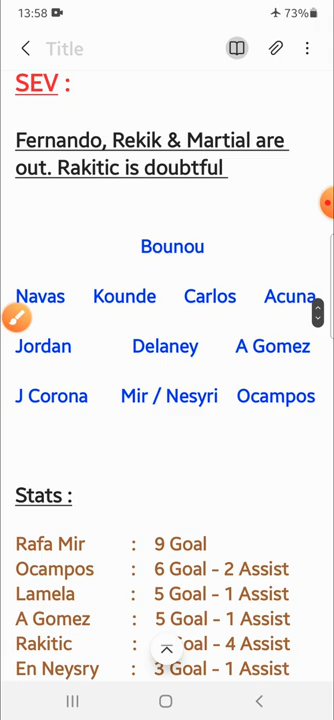 13:58 73%
Title
SEV :
Fernando, Rekik & Martial are
out. Rakitic is doubtful
Bounou
Navas Kounde Carlos Acuna
Jordan Delaney A Gomez
J Corona Mir / Nesyri Ocampos
Stats :
Rafa Mir : 9 Goal
Ocampos : 6 Goal - 2 Assist
Lamela : 5 Goal - 1 Assist
A Gomez : 5 Goal - 1 Assist
Rakitic : Goal - 4 Assist
En Neysry : 3 Goal - 1 Assist